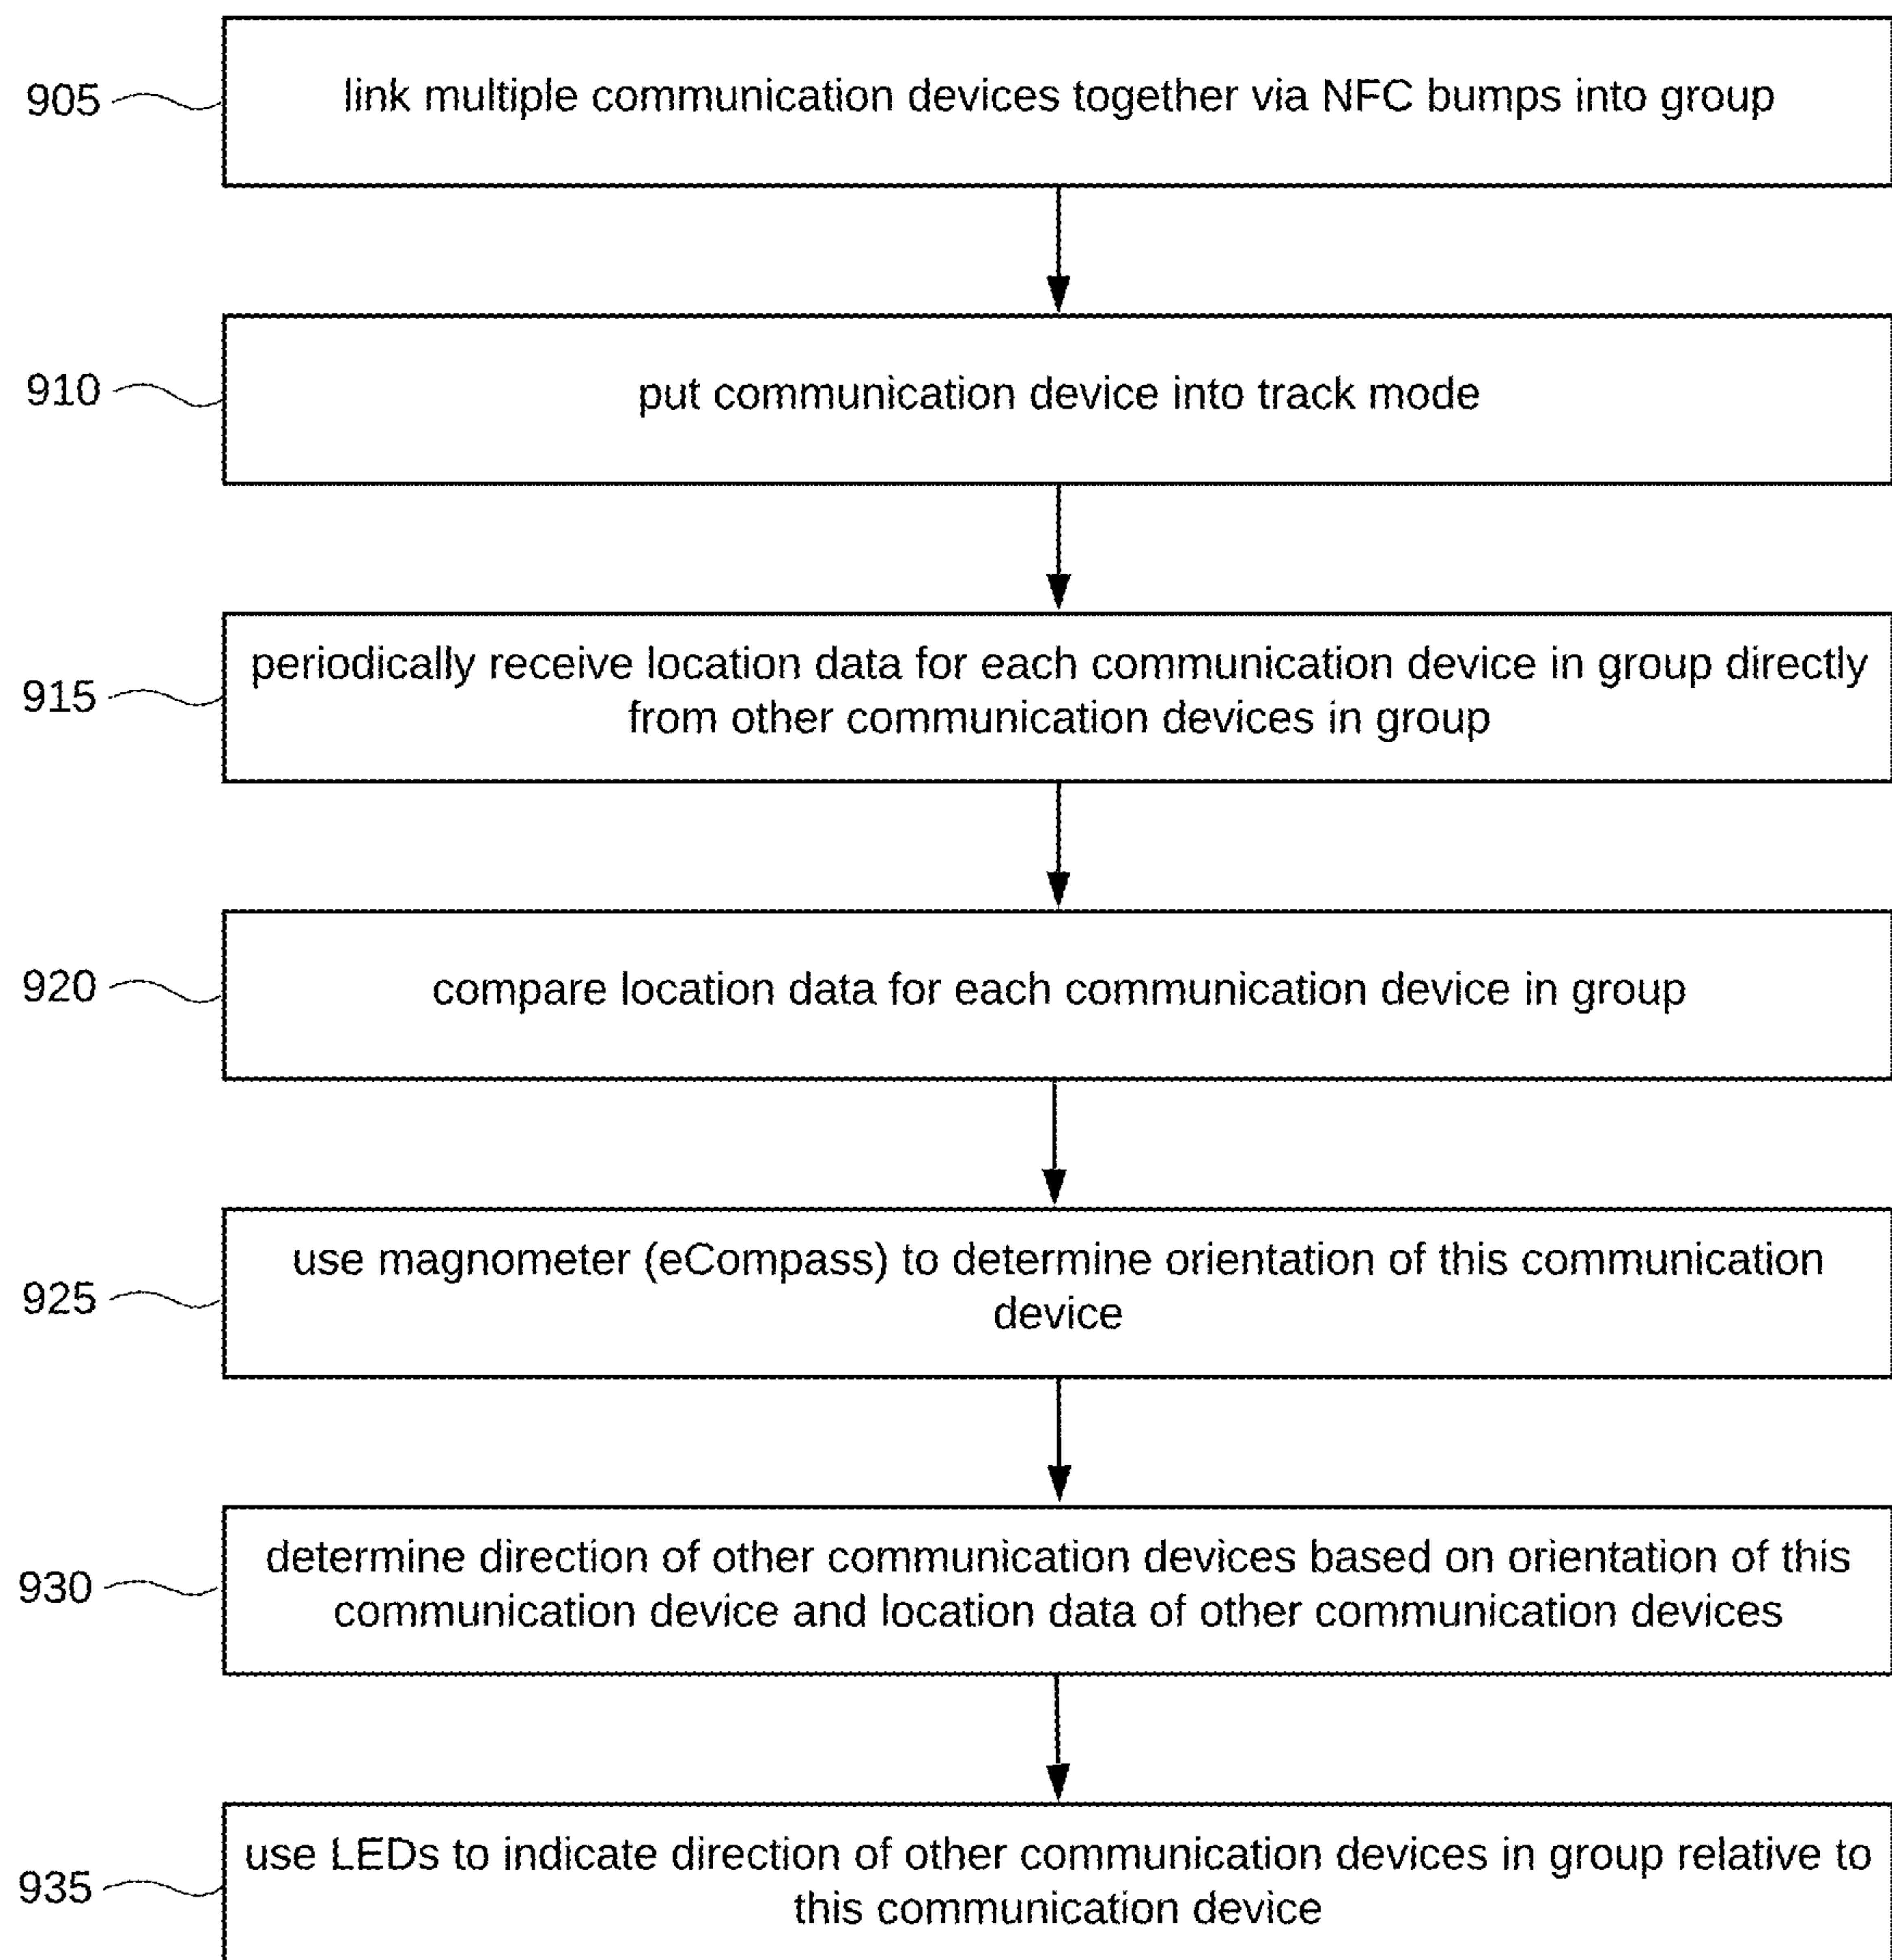 905
link multiple communication devices together via NFC bumps into group
910
put communication device into track mode
915
periodically receive location data for each communication device in group directly
from other communication devices in group
920
compare location data for each communication device in group
925
use magnometer (eCompass) to determine orientation of this communication
device
930
determine direction of other communication devices based on orientation of this
communication device and location data of other communication devices
935
use LEDs to indicate direction of other communication devices in group relative to
this communication device